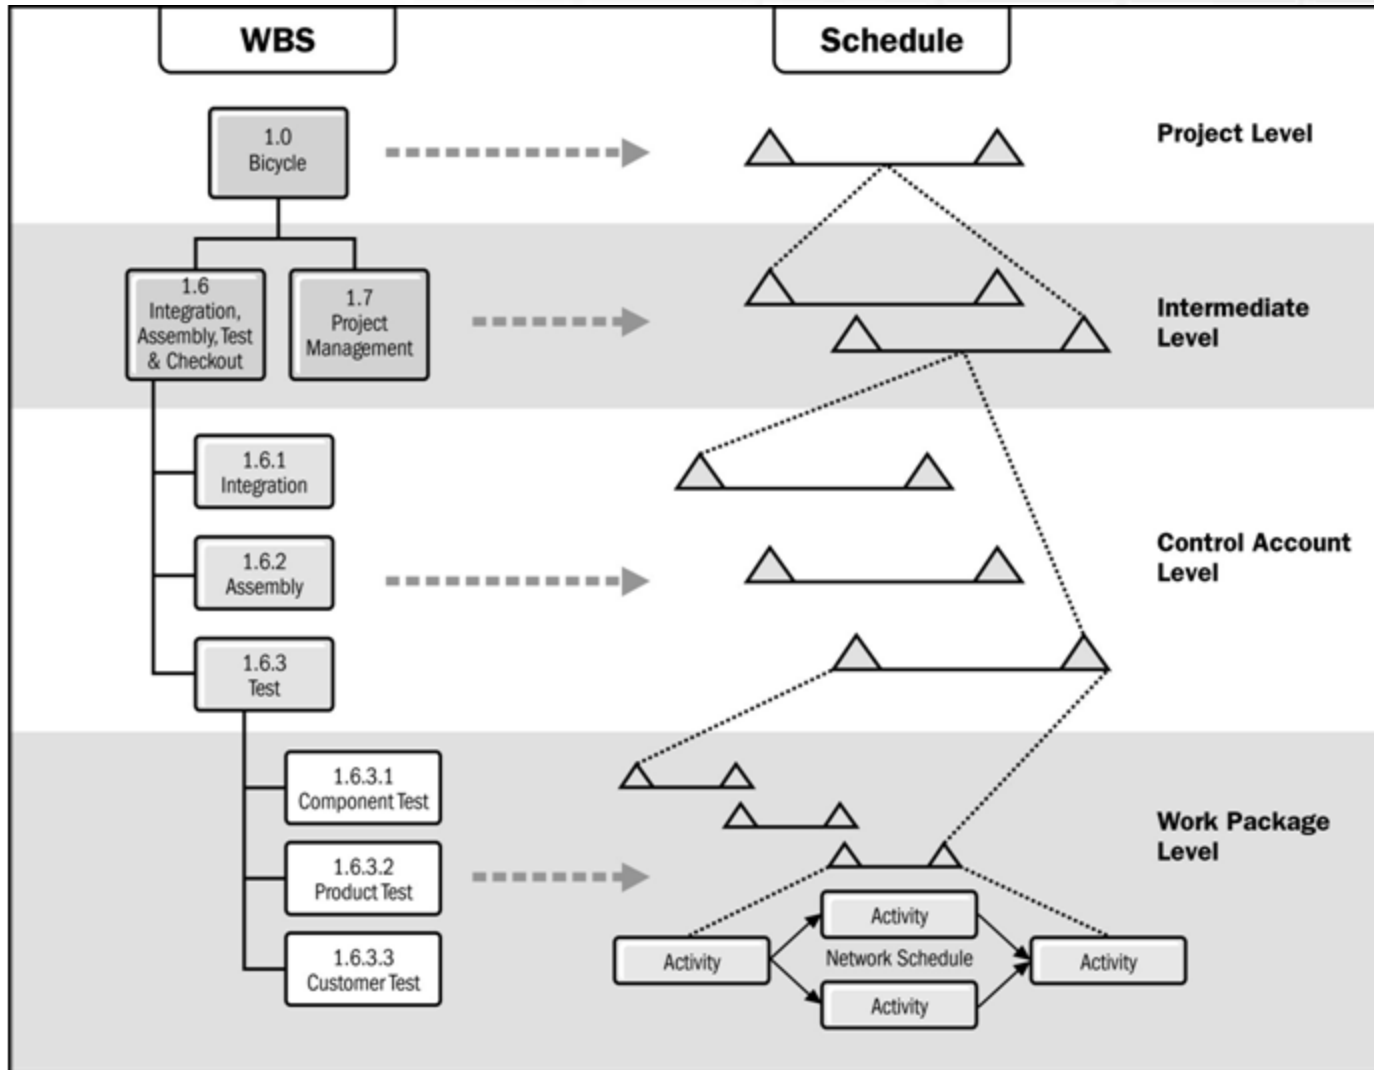 WBS
Schedule
1.0
Bicycle
Project Level
1.6
Integration,
Assembly, Test
& Checkout
1.7
Project
Management
Intermediate
Level
1.6.1
Integration
1.6.2
Assembly
1.6.3
Test
Control Account
Level
1.6.3.1
Component Test
1.6.3.2
Product Test
1.6.3.3
Customer Test
Work Package
Level
Activity
Activity
Network Schedule
Activity
Activity